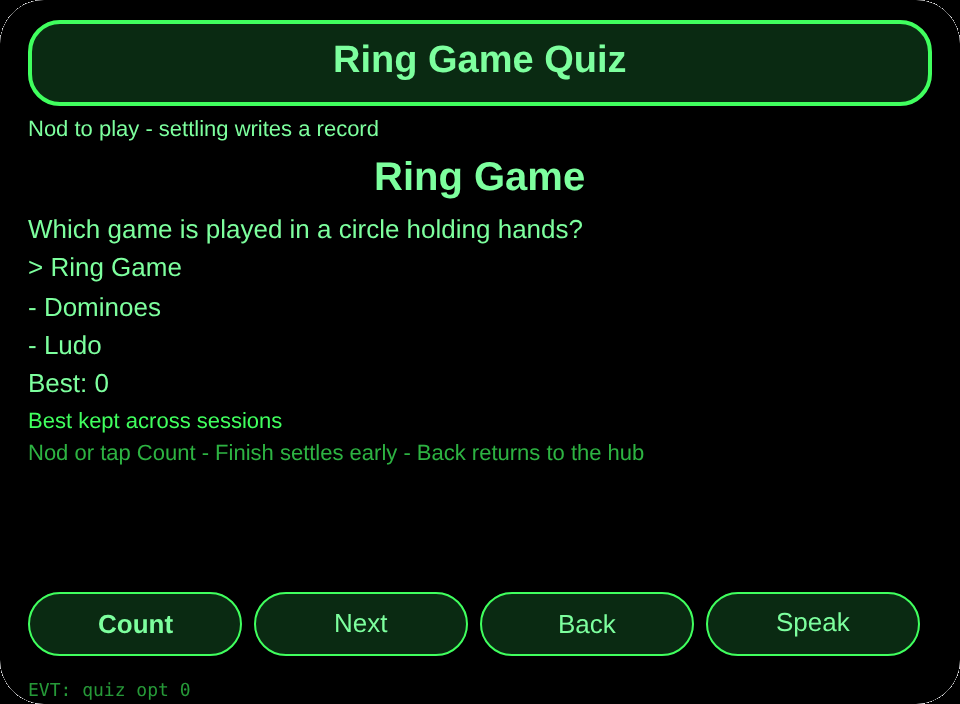 Ring Game Quiz
Nod to play - settling writes a record
Ring Game
Which game is played in a circle holding hands?
> Ring Game
- Dominoes
- Ludo
Best: 0
Best kept across sessions
Nod or tap Count - Finish settles early - Back returns to the hub
Count Next Back Speak
EVT: quiz opt 0